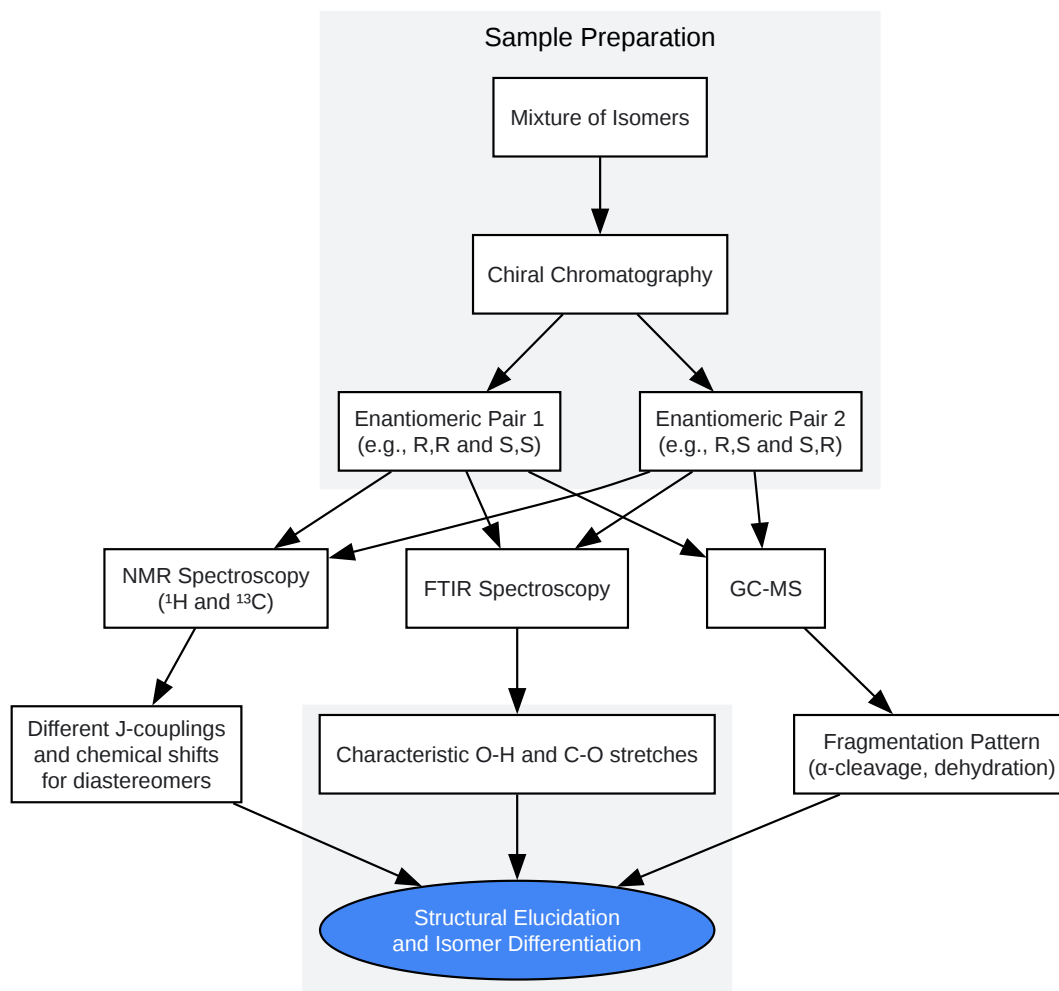 Sample Preparation
Mixture of Isomers
Chiral Chromatography
Enantiomeric Pair 1
(e.g., R,R and S,S)
Enantiomeric Pair 2
(e.g., R,S and S,R)
NMR Spectroscopy
(¹H and ¹³C)
FTIR Spectroscopy
GC-MS
Different J-couplings
and chemical shifts
for diastereomers
Characteristic O-H and C-O stretches
Fragmentation Pattern
(α-cleavage, dehydration)
Structural Elucidation
and Isomer Differentiation